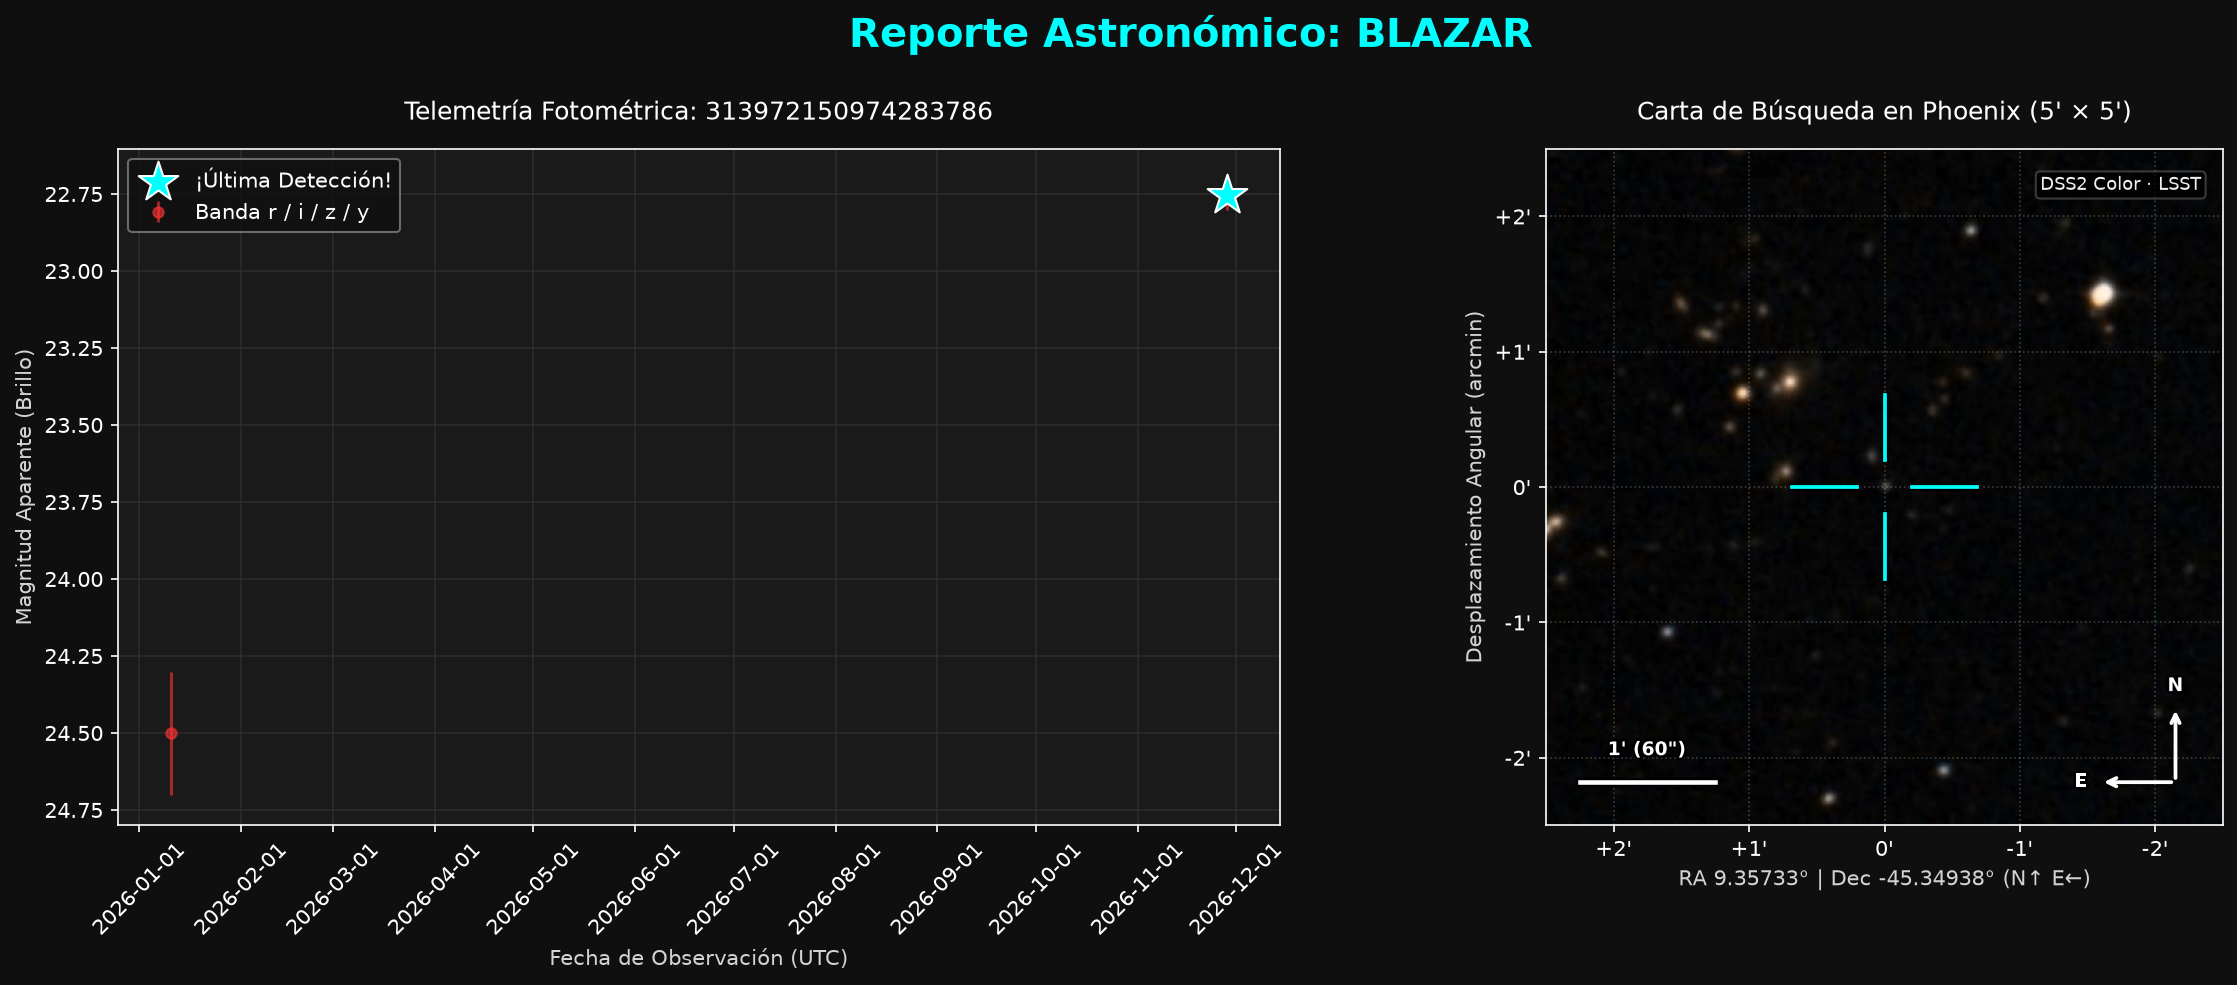 Reporte Astronómico: BLAZAR
Telemetría Fotométrica: 313972150974283786
¡Última Detección!
Banda r / i / z / y
Magnitud Aparente (Brillo)
22.75
23.00
23.25
23.50
23.75
24.00
24.25
24.50
24.75
2026-01-01
2026-02-01
2026-03-01
2026-04-01
2026-05-01
2026-06-01
2026-07-01
2026-08-01
2026-09-01
2026-10-01
2026-11-01
2026-12-01
Fecha de Observación (UTC)
Carta de Búsqueda en Phoenix (5' × 5')
DSS2 Color · LSST
Desplazamiento Angular (arcmin)
+2'
+1'
0'
-1'
-2'
N
E
1' (60")
+2'
+1'
0'
-1'
-2'
RA 9.35733° | Dec -45.34938° (N↑ E←)